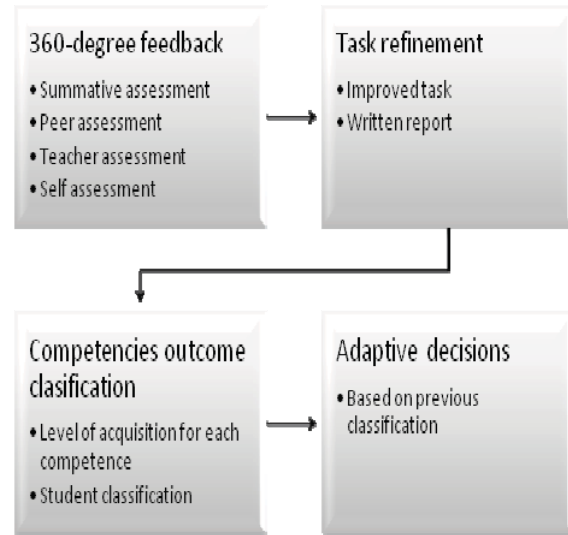 360-degree feedback
• Summative assessment
• Peer assessment
• Teacher assessment
• Self assessment
Task refinement
• Improved task
• Written report
Competencies outcome
clasification
• Level of acquisition for each
competence
• Student classification
Adaptive decisions
• Based on previous
classification